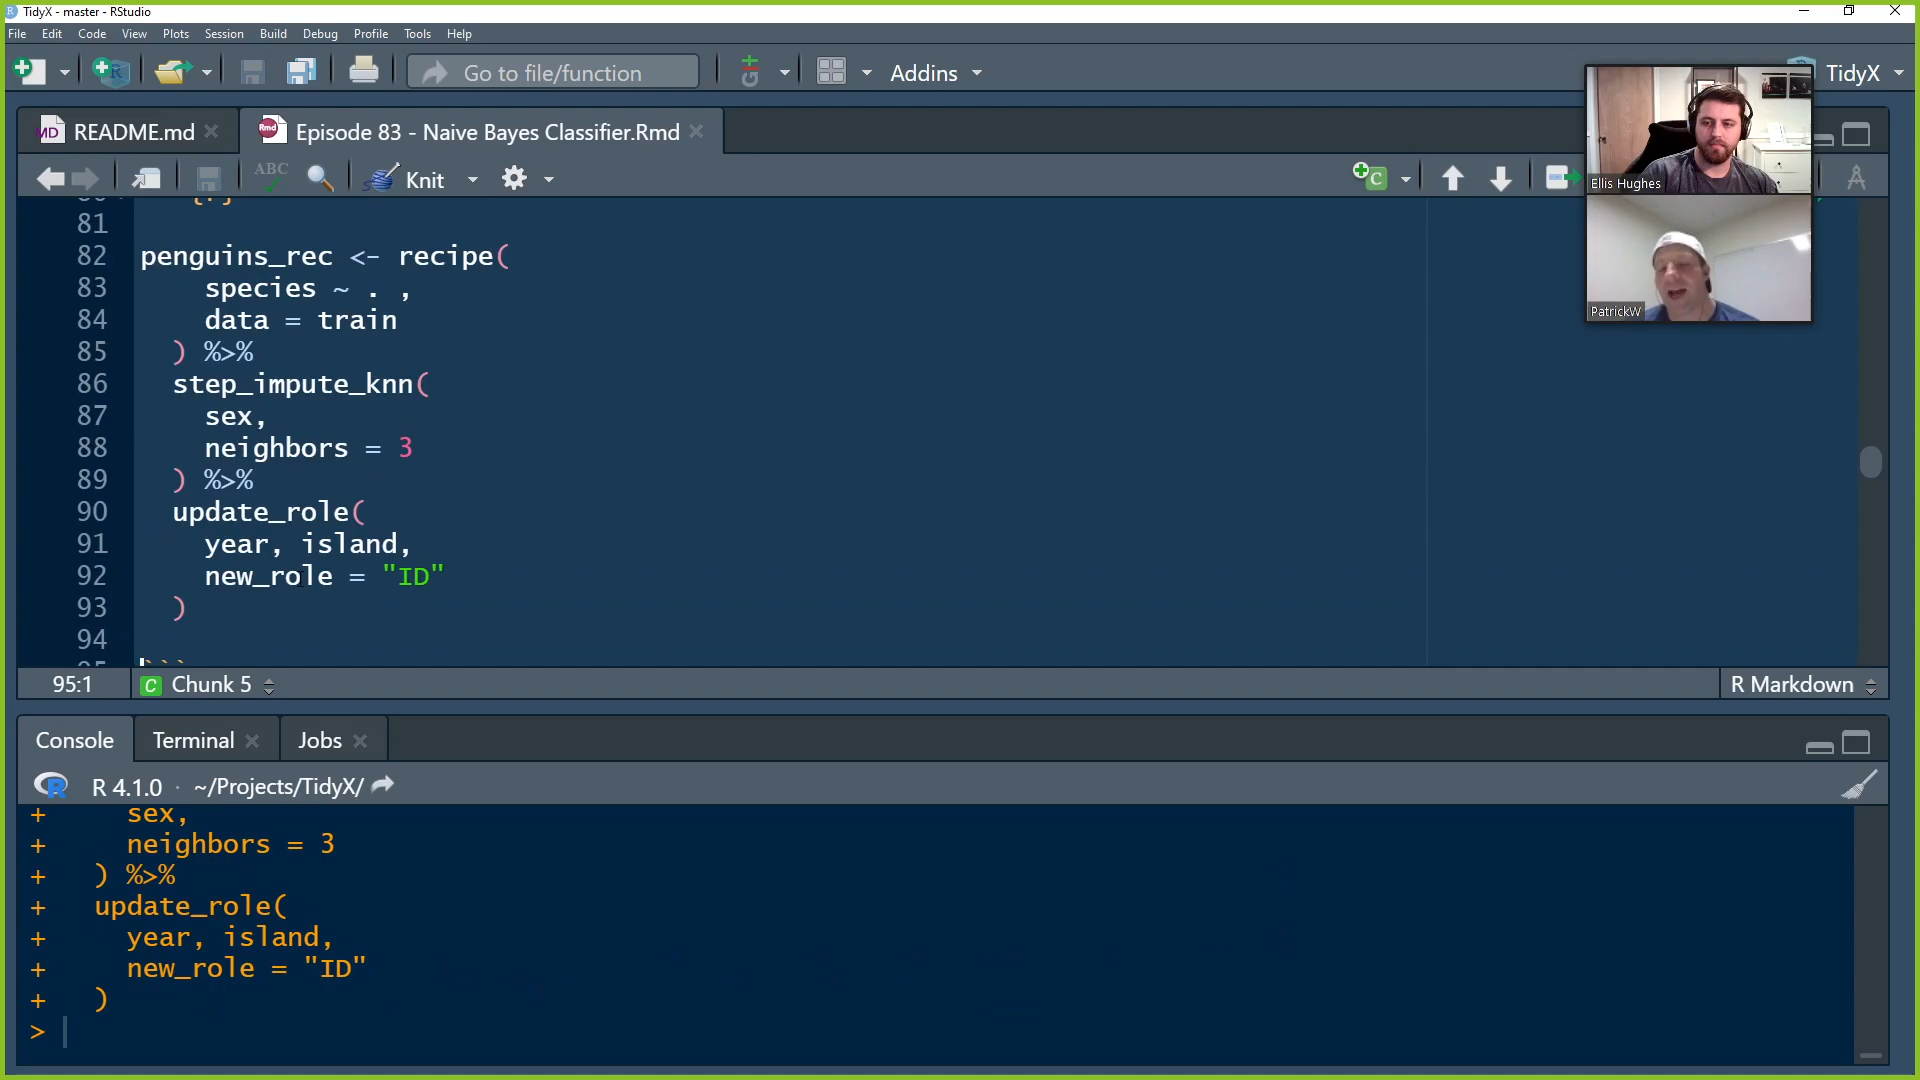 TidyX - master - RStudio
File Edit Code View Plots Session Build Debug Profile Tools Help
Go to file/function
Addins
TidyX
README.md
Episode 83 - Naive Bayes Classifier.Rmd
ABC
Knit
Ellis Hughes
PatrickW
81
82 penguins_rec <- recipe(
83 species ~ . ,
84 data = train
85 ) %>%
86 step_impute_knn(
87 sex,
88 neighbors = 3
89 ) %>%
90 update_role(
91 year, island,
92 new_role = "ID"
93 )
94
95 ```
95:1 C Chunk 5 R Markdown
Console Terminal Jobs
R 4.1.0 · ~/Projects/TidyX/
+ sex,
+ neighbors = 3
+ ) %>%
+ update_role(
+ year, island,
+ new_role = "ID"
+ )
>